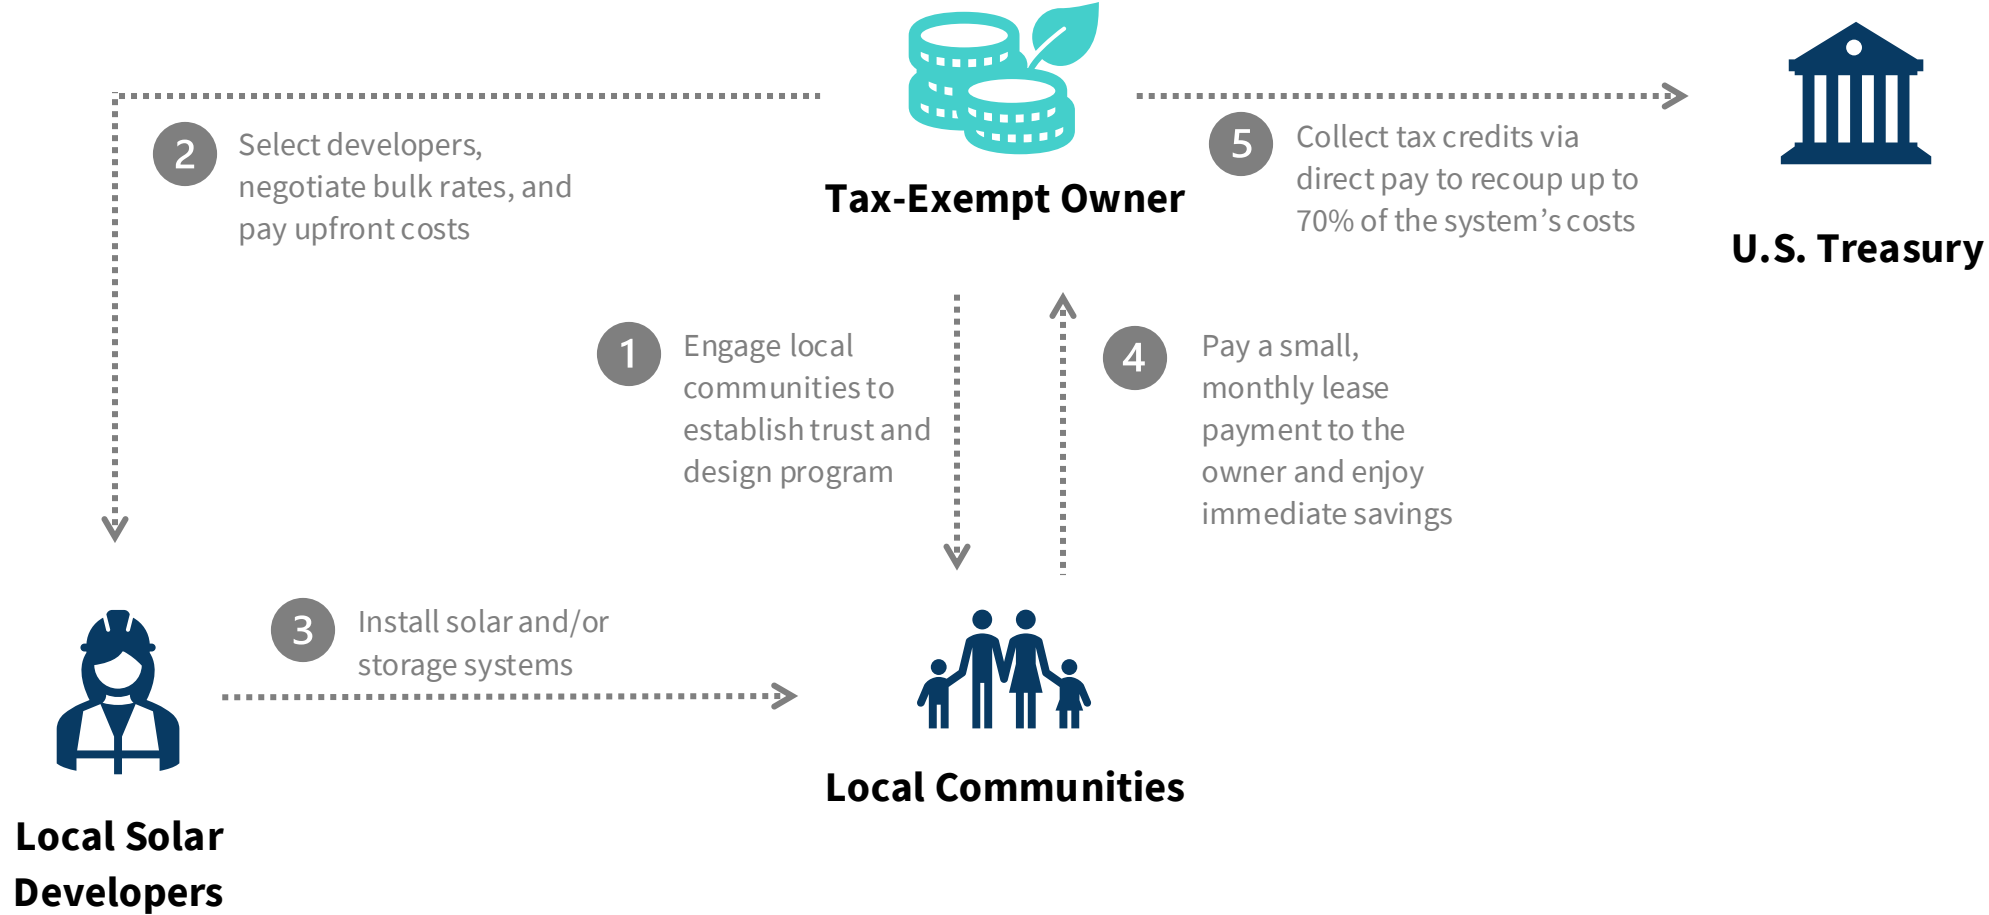 2
Select developers,
negotiate bulk rates, and
pay upfront costs
Tax-Exempt Owner
5
Collect tax credits via
direct pay to recoup up to
70% of the system’s costs
U.S. Treasury
1
Engage local
communities to
establish trust and
design program
4
Pay a small,
monthly lease
payment to the
owner and enjoy
immediate savings
3
Install solar and/or
storage systems
Local Solar
Developers
Local Communities